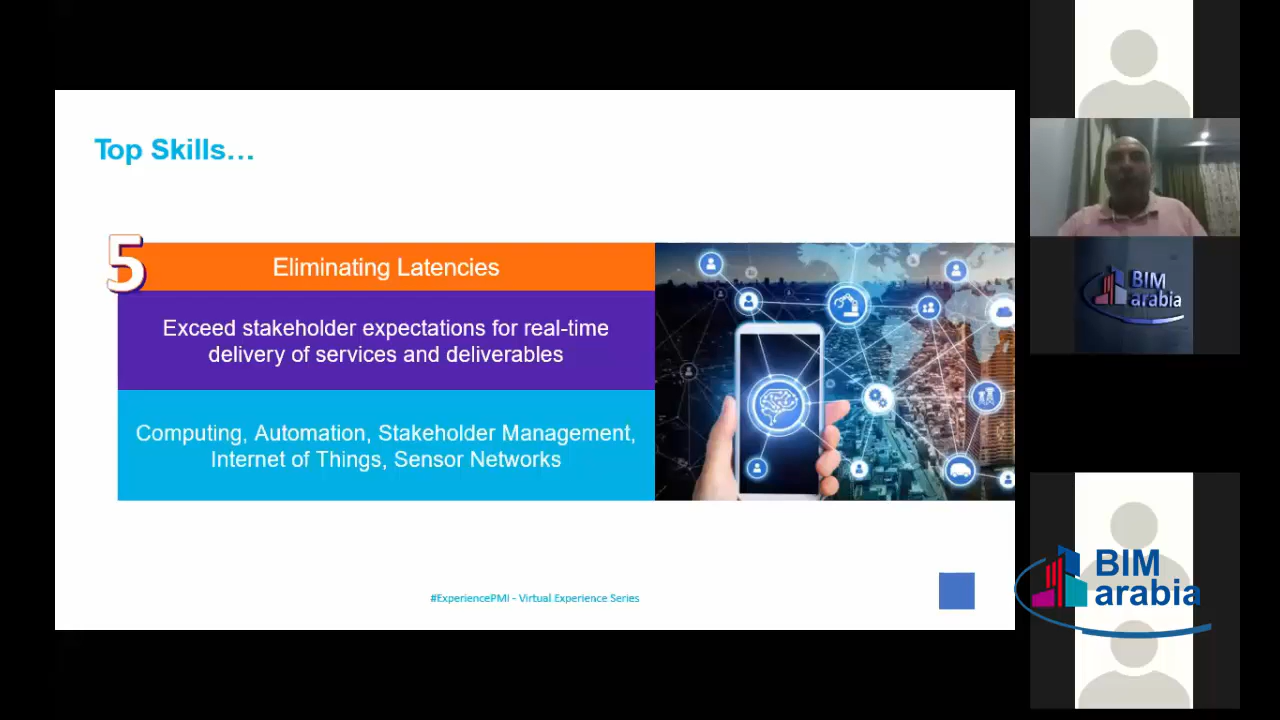 Top Skills…
5
Eliminating Latencies
Exceed stakeholder expectations for real-time
delivery of services and deliverables
Computing, Automation, Stakeholder Management,
Internet of Things, Sensor Networks
#ExperiencePMI - Virtual Experience Series
BIM
arabia
BIM
arabia